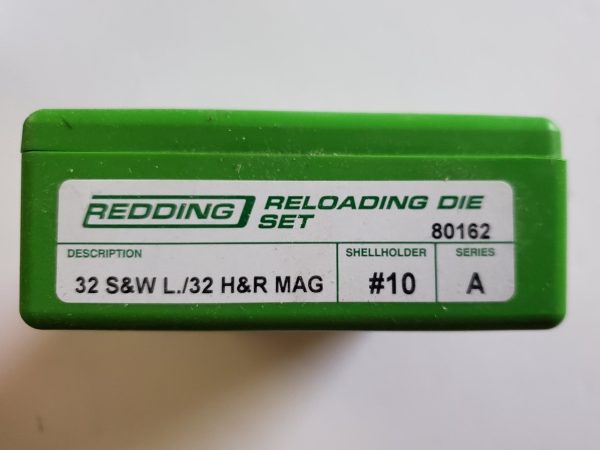 REDDING RELOADING DIE
SET
80162
DESCRIPTION SHELLHOLDER SERIES
32 S&W L./32 H&R MAG #10 A